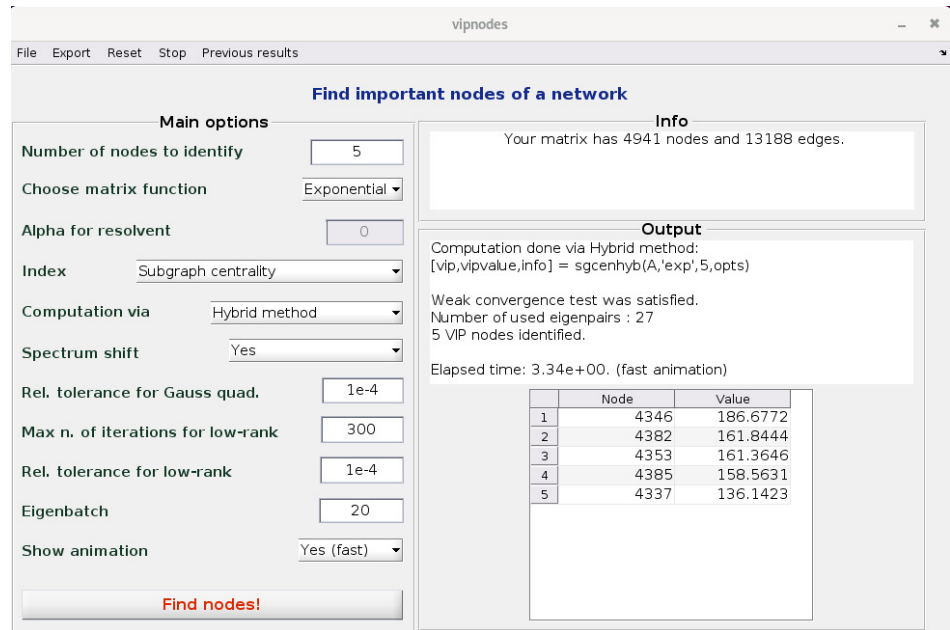 vipnodes
File Export Reset Stop Previous results
Find important nodes of a network
Main options
Number of nodes to identify 5
Choose matrix function Exponential
Alpha for resolvent 0
Index Subgraph centrality
Computation via Hybrid method
Spectrum shift Yes
Rel. tolerance for Gauss quad. 1e-4
Max n. of iterations for low-rank 300
Rel. tolerance for low-rank 1e-4
Eigenbatch 20
Show animation Yes (fast)
Find nodes!
Info
Your matrix has 4941 nodes and 13188 edges.
Output
Computation done via Hybrid method:
[vip,vipvalue,info] = sgcenhyb(A,'exp',5,opts)
Weak convergence test was satisfied.
Number of used eigenpairs : 27
5 VIP nodes identified.
Elapsed time: 3.34e+00. (fast animation)
Node Value
1 4346 186.6772
2 4382 161.8444
3 4353 161.3646
4 4385 158.5631
5 4337 136.1423